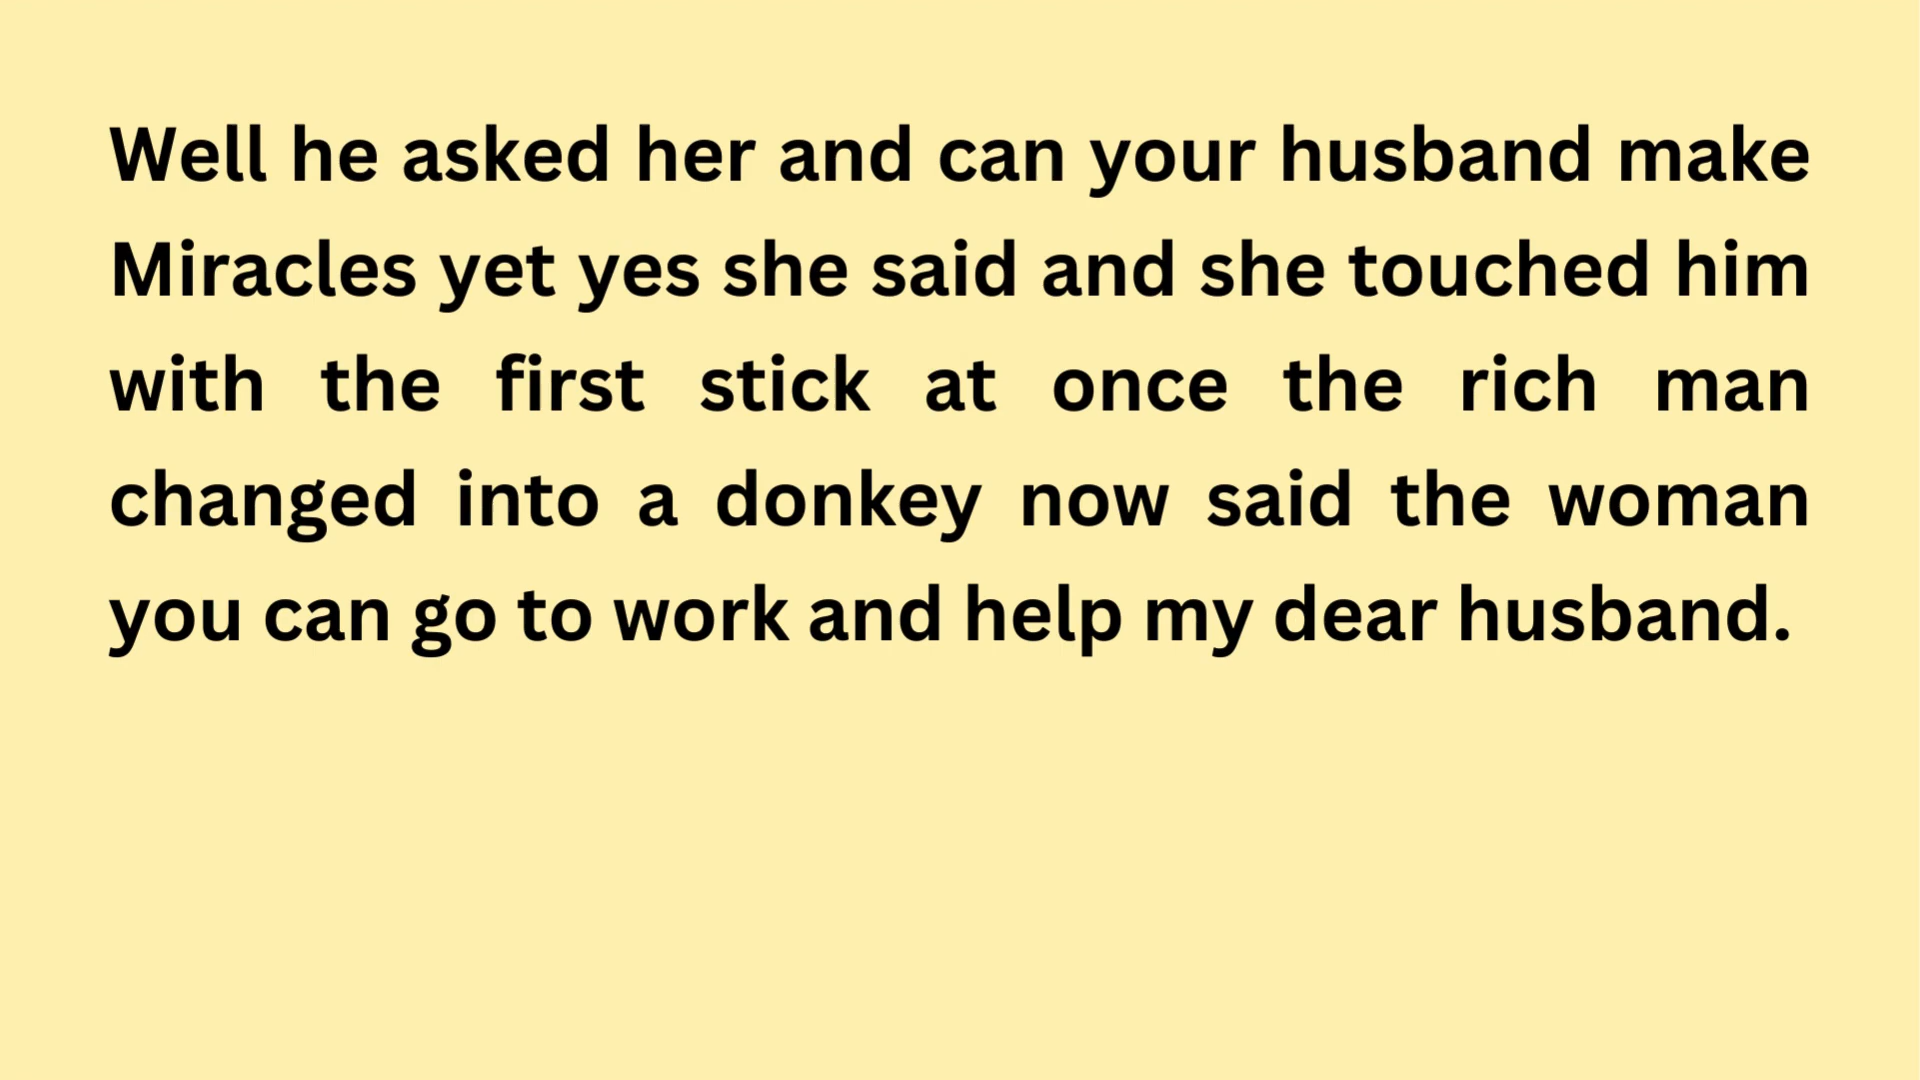 Well he asked her and can your husband make
Miracles yet yes she said and she touched him
with the first stick at once the rich man
changed into a donkey now said the woman
you can go to work and help my dear husband.